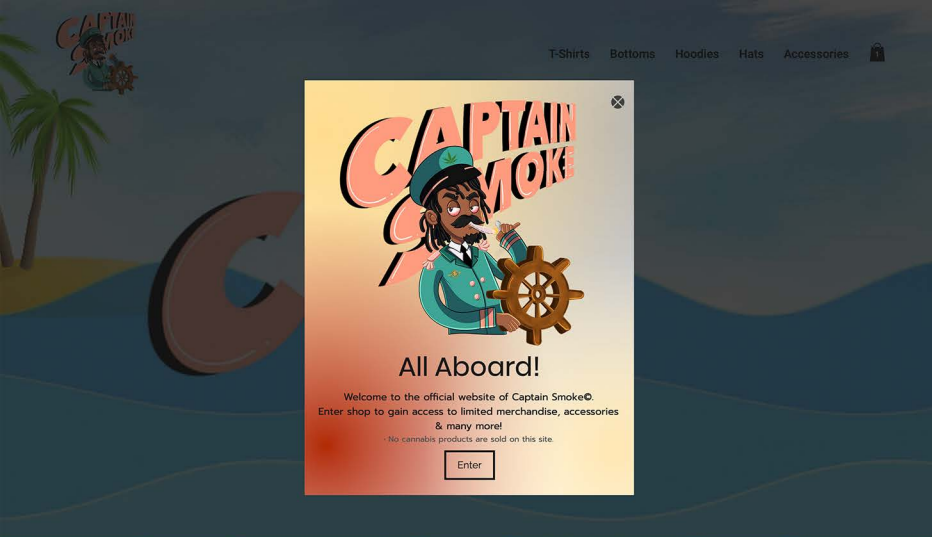 CAPTAIN
SMOKE
T-Shirts
Bottoms
Hoodies
Hats
Accessories
1
CAPTAIN
SMOKE
All Aboard!
Welcome to the official website of Captain Smoke©.
Enter shop to gain access to limited merchandise, accessories
& many more!
· No cannabis products are sold on this site.
Enter
C